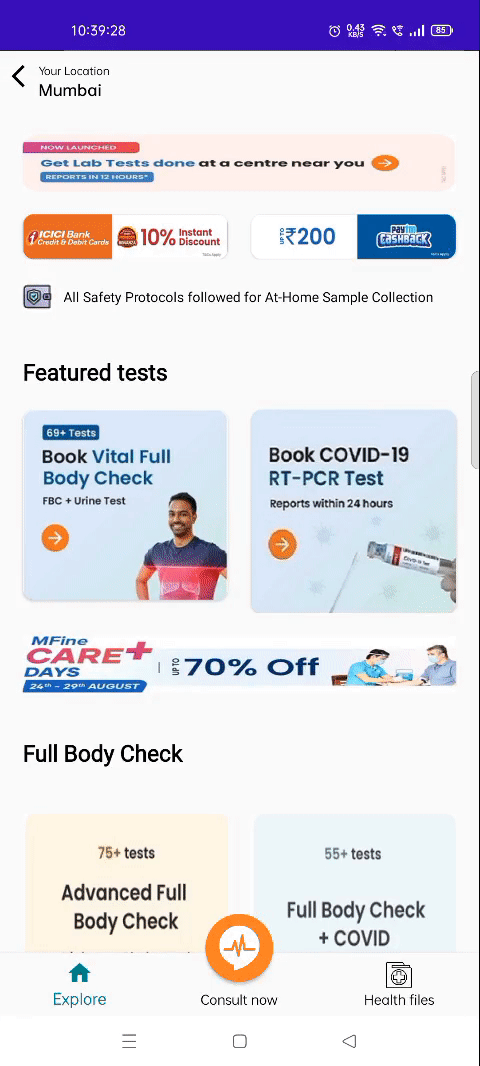 10:39:28
0.43
KB/S
85
Your Location
Mumbai
NOW LAUNCHED
Get Lab Tests done at a centre near you
REPORTS IN 12 HOURS*
ICICI Bank
Credit & Debit Cards
10% Instant
Discount
UPTO ₹200
paytm
CASHBACK
All Safety Protocols followed for At-Home Sample Collection
Featured tests
69+ Tests
Book Vital Full
Body Check
FBC + Urine Test
Book COVID-19
RT-PCR Test
Reports within 24 hours
MFine
CARE+
DAYS
24th - 29th AUGUST
UPTO 70% Off
Full Body Check
75+ tests
Advanced Full
Body Check
55+ tests
Full Body Check
+ COVID
Explore
Consult now
Health files